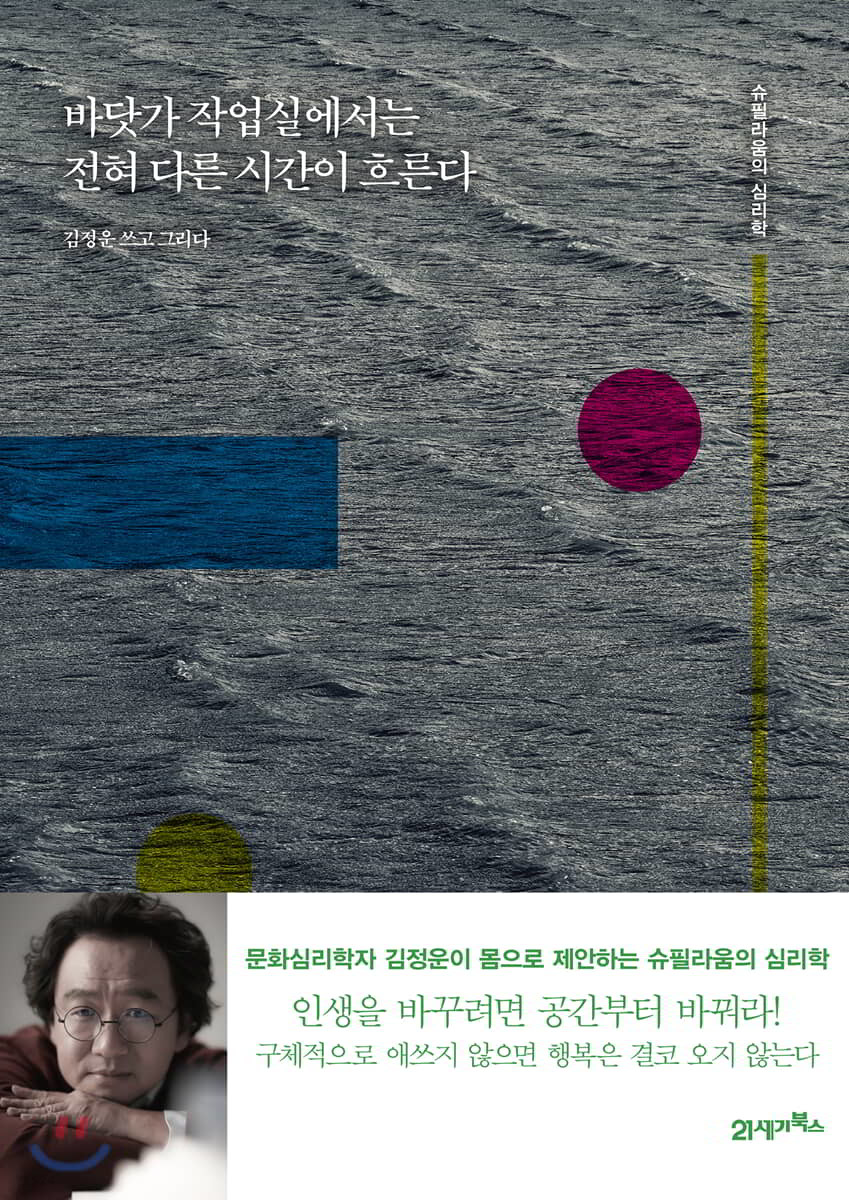 바닷가 작업실에서는
전혀 다른 시간이 흐른다
김정운 쓰고 그리다
슈필라움의 심리학
문화심리학자 김정운이 몸으로 제안하는 슈필라움의 심리학
인생을 바꾸려면 공간부터 바꿔라!
구체적으로 애쓰지 않으면 행복은 결코 오지 않는다
21세기북스